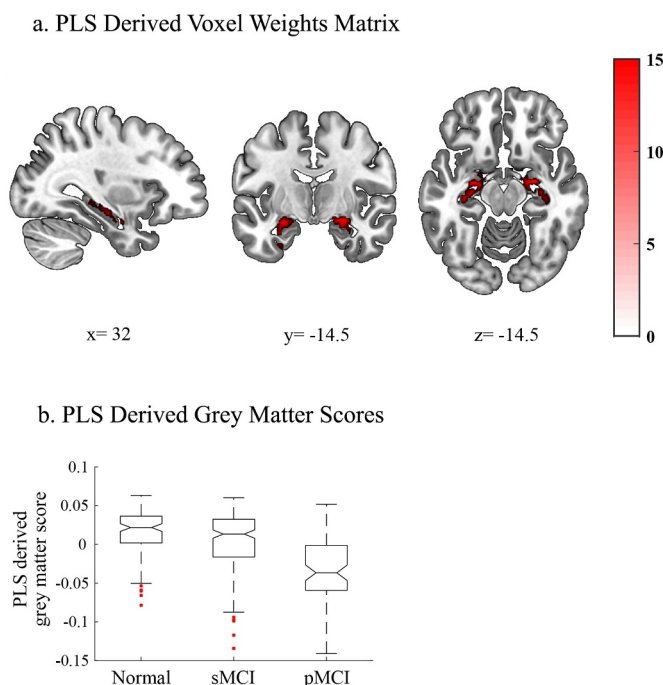 a. PLS Derived Voxel Weights Matrix
15
10
5
0
x= 32
y= -14.5
z= -14.5
b. PLS Derived Grey Matter Scores
PLS derived
grey matter score
0.1
0.05
0
-0.05
-0.1
-0.15
Normal
sMCI
pMCI